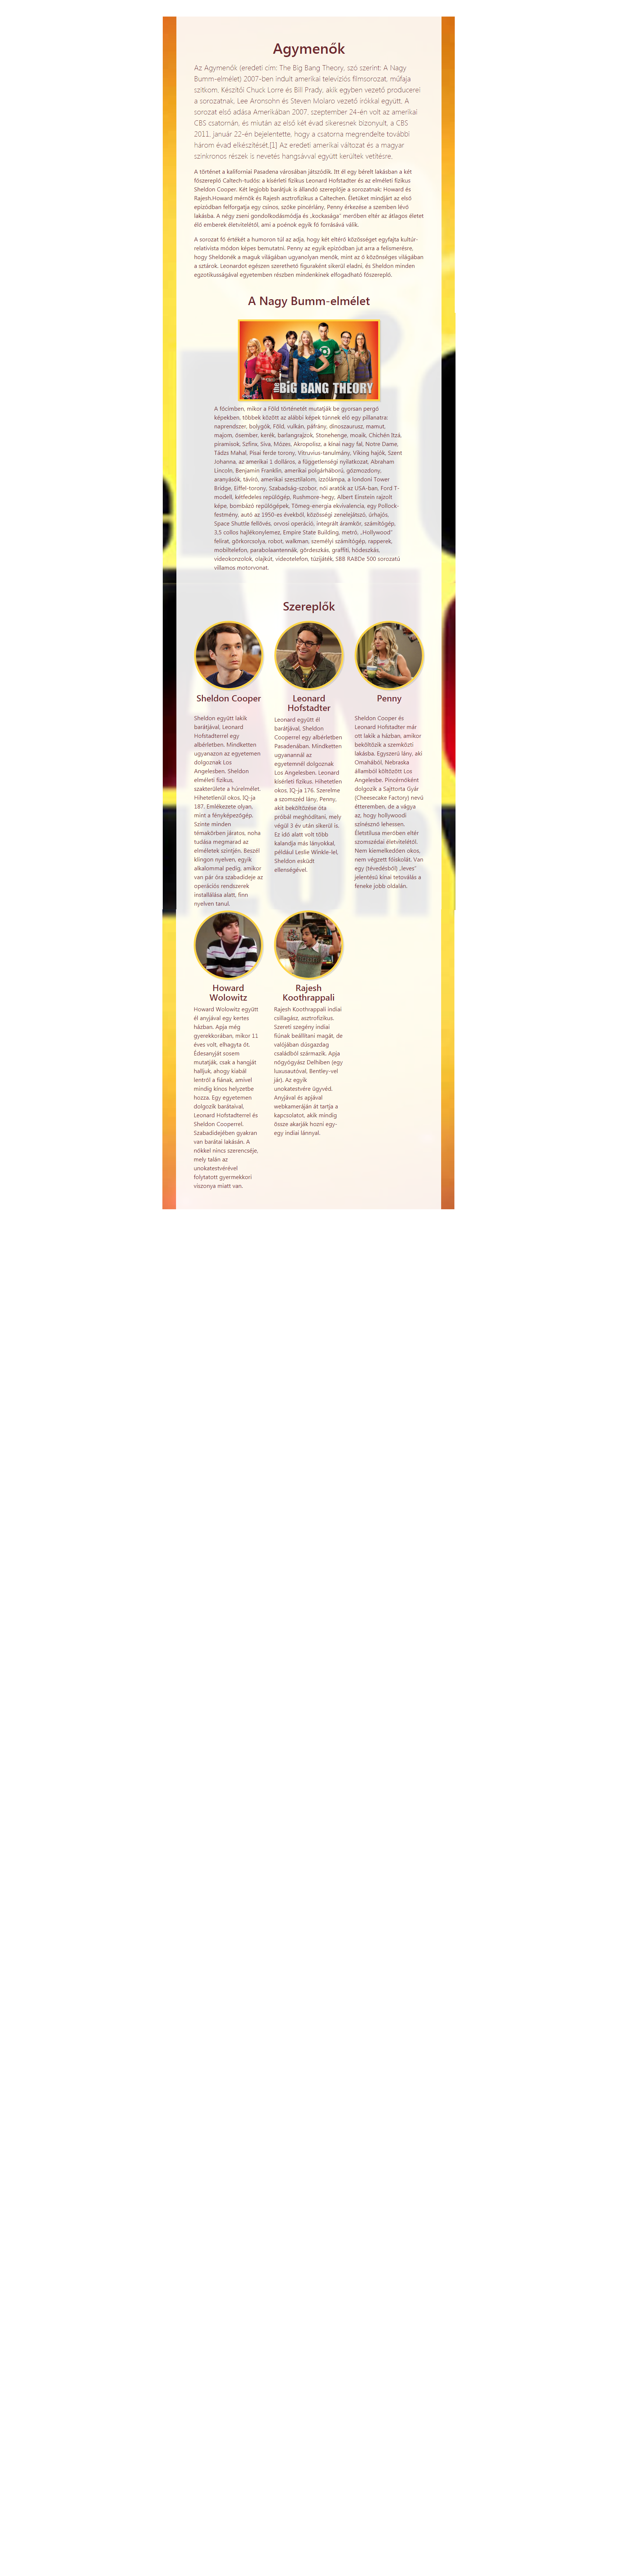 Agymenők
Az Agymenők (eredeti cím: The Big Bang Theory, szó szerint: A Nagy
Bumm-elmélet) 2007-ben indult amerikai televíziós filmsorozat, műfaja
szitkom. Készítői Chuck Lorre és Bill Prady, akik egyben vezető producerei
a sorozatnak, Lee Aronsohn és Steven Molaro vezető írókkal együtt. A
sorozat első adása Amerikában 2007. szeptember 24-én volt az amerikai
CBS csatornán, és miután az első két évad sikeresnek bizonyult, a CBS
2011. január 22-én bejelentette, hogy a csatorna megrendelte további
három évad elkészítését.[1] Az eredeti amerikai változat és a magyar
szinkronos részek is nevetés hangsávval együtt kerültek vetítésre.
A történet a kaliforniai Pasadena városában játszódik. Itt él egy bérelt lakásban a két
főszereplő Caltech-tudós: a kísérleti fizikus Leonard Hofstadter és az elméleti fizikus
Sheldon Cooper. Két legjobb barátjuk is állandó szereplője a sorozatnak: Howard és
Rajesh.Howard mérnök és Rajesh asztrofizikus a Caltechen. Életüket mindjárt az első
epizódban felforgatja egy csinos, szőke pincérlány, Penny érkezése a szemben lévő
lakásba. A négy zseni gondolkodásmódja és „kockasága” merőben eltér az átlagos életet
élő emberek életvitelétől, ami a poénok egyik fő forrásává válik.
A sorozat fő értékét a humoron túl az adja, hogy két eltérő közösséget egyfajta kultúr-
relativista módon képes bemutatni. Penny az egyik epizódban jut arra a felismerésre,
hogy Sheldonék a maguk világában ugyanolyan menők, mint az ő közönséges világában
a sztárok. Leonardot egészen szerethető figuraként sikerül eladni, és Sheldon minden
egzotikusságával egyetemben részben mindenkinek elfogadható főszereplő.
A Nagy Bumm-elmélet
THE BIG BANG THEORY
A főcímben, mikor a Föld történetét mutatják be gyorsan pergő
képekben, többek között az alábbi képek tűnnek elő egy pillanatra:
naprendszer, bolygók, Föld, vulkán, páfrány, dinoszaurusz, mamut,
majom, ősember, kerék, barlangrajzok, Stonehenge, moaik, Chichén Itzá,
piramisok, Szfinx, Siva, Mózes, Akropolisz, a kínai nagy fal, Notre Dame,
Tádzs Mahal, Pisai ferde torony, Vitruvius-tanulmány, Viking hajók, Szent
Johanna, az amerikai 1 dolláros, a függetlenségi nyilatkozat, Abraham
Lincoln, Benjamin Franklin, amerikai polgárháború, gőzmozdony,
aranyásók, távíró, amerikai szesztilalom, izzólámpa, a londoni Tower
Bridge, Eiffel-torony, Szabadság-szobor, női aratók az USA-ban, Ford T-
modell, kétfedeles repülőgép, Rushmore-hegy, Albert Einstein rajzolt
képe, bombázó repülőgépek, Tömeg-energia ekvivalencia, egy Pollock-
festmény, autó az 1950-es évekből, közösségi zenelejátszó, űrhajós,
Space Shuttle fellövés, orvosi operáció, integrált áramkör, számítógép,
3,5 collos hajlékonylemez, Empire State Building, metró, „Hollywood”
felirat, görkorcsolya, robot, walkman, személyi számítógép, rapperek,
mobiltelefon, parabolaantennák, gördeszkás, graffiti, hódeszkás,
videokonzolok, olajkút, videotelefon, tűzijáték, SBB RABDe 500 sorozatú
villamos motorvonat.
Szereplők
Sheldon Cooper
Sheldon együtt lakik
barátjával, Leonard
Hofstadterrel egy
albérletben. Mindketten
ugyanazon az egyetemen
dolgoznak Los
Angelesben. Sheldon
elméleti fizikus,
szakterülete a húrelmélet.
Hihetetlenül okos, IQ-ja
187. Emlékezete olyan,
mint a fényképezőgép.
Szinte minden
témakörben járatos, noha
tudása megmarad az
elméletek szintjén. Beszél
klingon nyelven, egyik
alkalommal pedig, amikor
van pár óra szabadideje az
operációs rendszerek
installálása alatt, finn
nyelven tanul.
Leonard
Hofstadter
Leonard együtt él
barátjával, Sheldon
Cooperrel egy albérletben
Pasadenában. Mindketten
ugyanannál az
egyetemnél dolgoznak
Los Angelesben. Leonard
kísérleti fizikus. Hihetetlen
okos, IQ-ja 176. Szerelme
a szomszéd lány, Penny,
akit beköltözése óta
próbál meghódítani, mely
végül 3 év után sikerül is.
Ez idő alatt volt több
kalandja más lányokkal,
például Leslie Winkle-lel,
Sheldon esküdt
ellenségével.
Penny
Sheldon Cooper és
Leonard Hofstadter már
ott lakik a házban, amikor
beköltözik a szemközti
lakásba. Egyszerű lány, aki
Omahából, Nebraska
államból költözött Los
Angelesbe. Pincérnőként
dolgozik a Sajttorta Gyár
(Cheesecake Factory) nevű
étteremben, de a vágya
az, hogy hollywoodi
színésznő lehessen.
Életstílusa merőben eltér
szomszédai életvitelétől.
Nem kiemelkedően okos,
nem végzett főiskolát. Van
egy (tévedésből) „leves”
jelentésű kínai tetoválás a
feneke jobb oldalán.
Howard
Wolowitz
Howard Wolowitz együtt
él anyjával egy kertes
házban. Apja még
gyerekkorában, mikor 11
éves volt, elhagyta őt.
Édesanyját sosem
mutatják, csak a hangját
halljuk, ahogy kiabál
lentről a fiának, amivel
mindig kínos helyzetbe
hozza. Egy egyetemen
dolgozik barátaival,
Leonard Hofstadterrel és
Sheldon Cooperrel.
Szabadidejében gyakran
van barátai lakásán. A
nőkkel nincs szerencséje,
mely talán az
unokatestvérével
folytatott gyermekkori
viszonya miatt van.
Rajesh
Koothrappali
Rajesh Koothrappali indiai
csillagász, asztrofizikus.
Szereti szegény indiai
fiúnak beállítani magát, de
valójában dúsgazdag
családból származik. Apja
nőgyógyász Delhiben (egy
luxusautóval, Bentley-vel
jár). Az egyik
unokatestvére ügyvéd.
Anyjával és apjával
webkameráján át tartja a
kapcsolatot, akik mindig
össze akarják hozni egy-
egy indiai lánnyal.